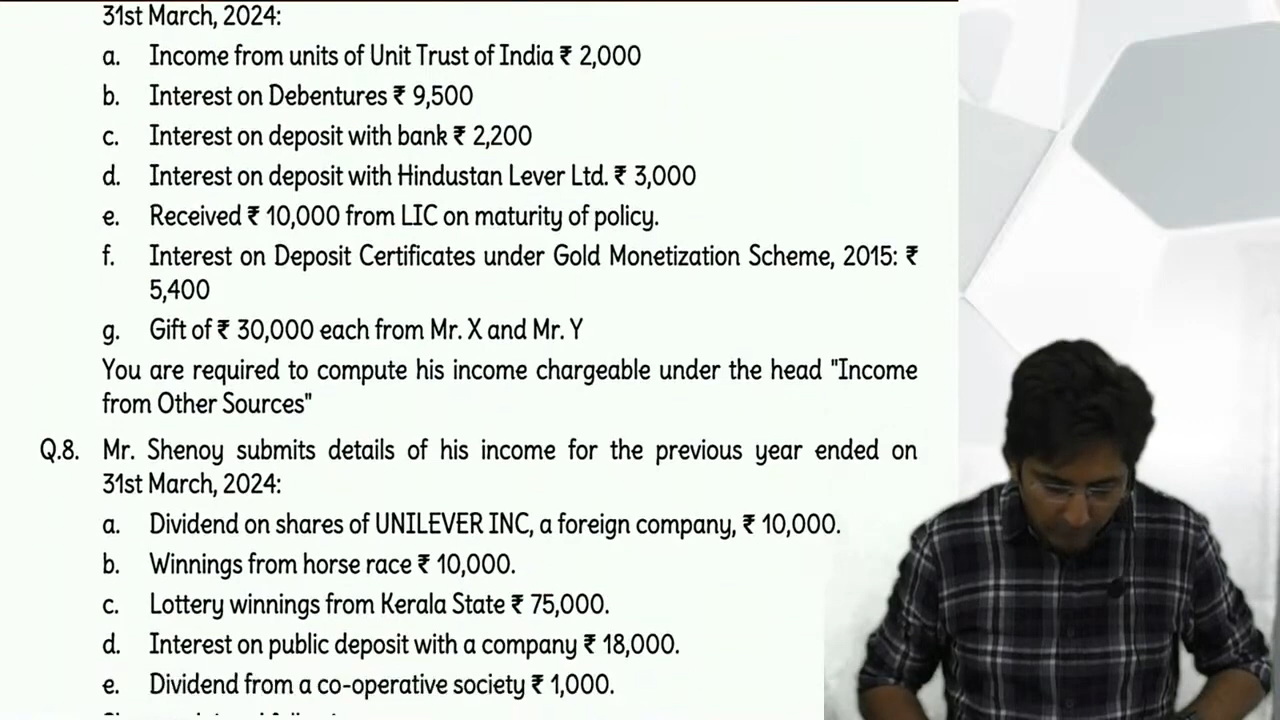 31st March, 2024:
a. Income from units of Unit Trust of India ₹ 2,000
b. Interest on Debentures ₹ 9,500
c. Interest on deposit with bank ₹ 2,200
d. Interest on deposit with Hindustan Lever Ltd. ₹ 3,000
e. Received ₹ 10,000 from LIC on maturity of policy.
f. Interest on Deposit Certificates under Gold Monetization Scheme, 2015: ₹
5,400
g. Gift of ₹ 30,000 each from Mr. X and Mr. Y
You are required to compute his income chargeable under the head "Income
from Other Sources"
Q.8. Mr. Shenoy submits details of his income for the previous year ended on
31st March, 2024:
a. Dividend on shares of UNILEVER INC, a foreign company, ₹ 10,000.
b. Winnings from horse race ₹ 10,000.
c. Lottery winnings from Kerala State ₹ 75,000.
d. Interest on public deposit with a company ₹ 18,000.
e. Dividend from a co-operative society ₹ 1,000.